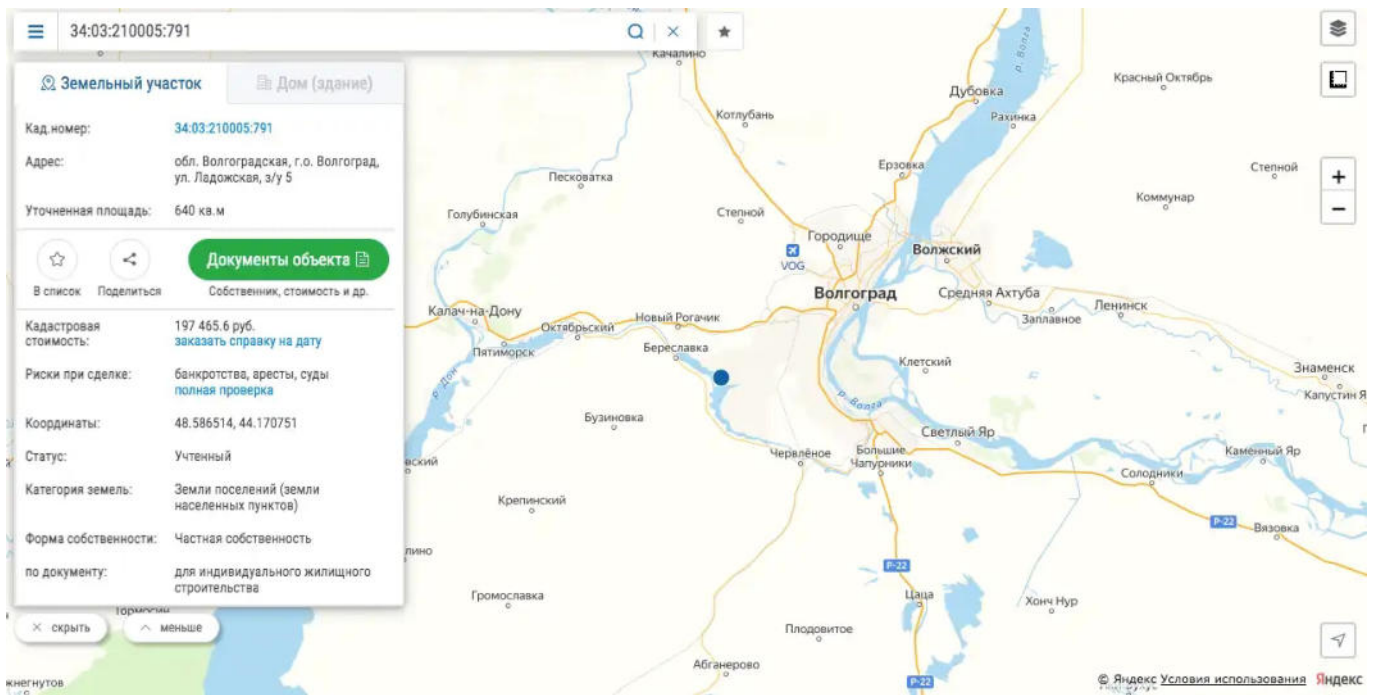 34:03:210005:791
Земельный участок
Дом (здание)
Кад.номер:
34:03:210005:791
Адрес:
обл. Волгоградская, г.о. Волгоград,
ул. Ладожская, з/у 5
Уточненная площадь:
640 кв.м
В список
Поделиться
Документы объекта
Собственник, стоимость и др.
Кадастровая
стоимость:
197 465.6 руб.
заказать справку на дату
Риски при сделке:
банкротства, аресты, суды
полная проверка
Координаты:
48.586514, 44.170751
Статус:
Учтенный
Категория земель:
Земли поселений (земли
населенных пунктов)
Форма собственности:
Частная собственность
по документу:
для индивидуального жилищного
строительства
скрыть
меньше
Качалино
р. Волга
Красный Октябрь
Дубовка
Котлубань
Рахинка
Ерзовка
Степной
Песковатка
Коммунар
Голубинская
Степной
Городище
Волжский
VOG
Волгоград
Средняя Ахтуба
Ленинск
Калач-на-Дону
Новый Рогачик
Заплавное
Октябрьский
Пятиморск
Береславка
Клетский
Знаменск
р. Дон
Капустин Я
р. Волга
Бузиновка
Светлый Яр
Червлёное
Большие
Чапурники
Каменный Яр
вский
Солодники
Крепинский
Р-22
Вязовка
лино
Р-22
Громославка
Цаца
Хонч Нур
Тормосин
Плодовитое
Абганерово
Р-22
жнегнутов
© Яндекс Условия использования Яндекс